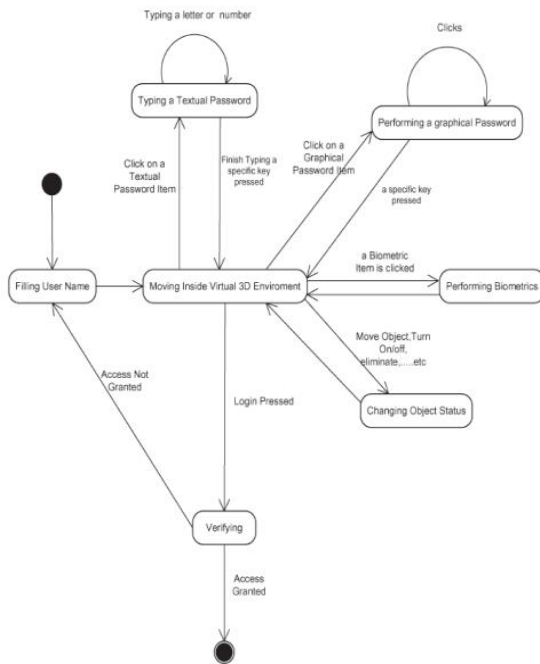 Typing a letter or number
Clicks
Typing a Textual Password
Performing a graphical Password
Click on a
Textual
Password Item
Finish Typing a
specific key
pressed
Click on a
Graphical
Password Item
a specific key
pressed
a Biometric
Item is clicked
Filling User Name
Moving Inside Virtual 3D Enviroment
Performing Biometrics
Move Object,Turn
On/off,
eliminate,.....etc
Access Not
Granted
Login Pressed
Changing Object Status
Verifying
Access
Granted